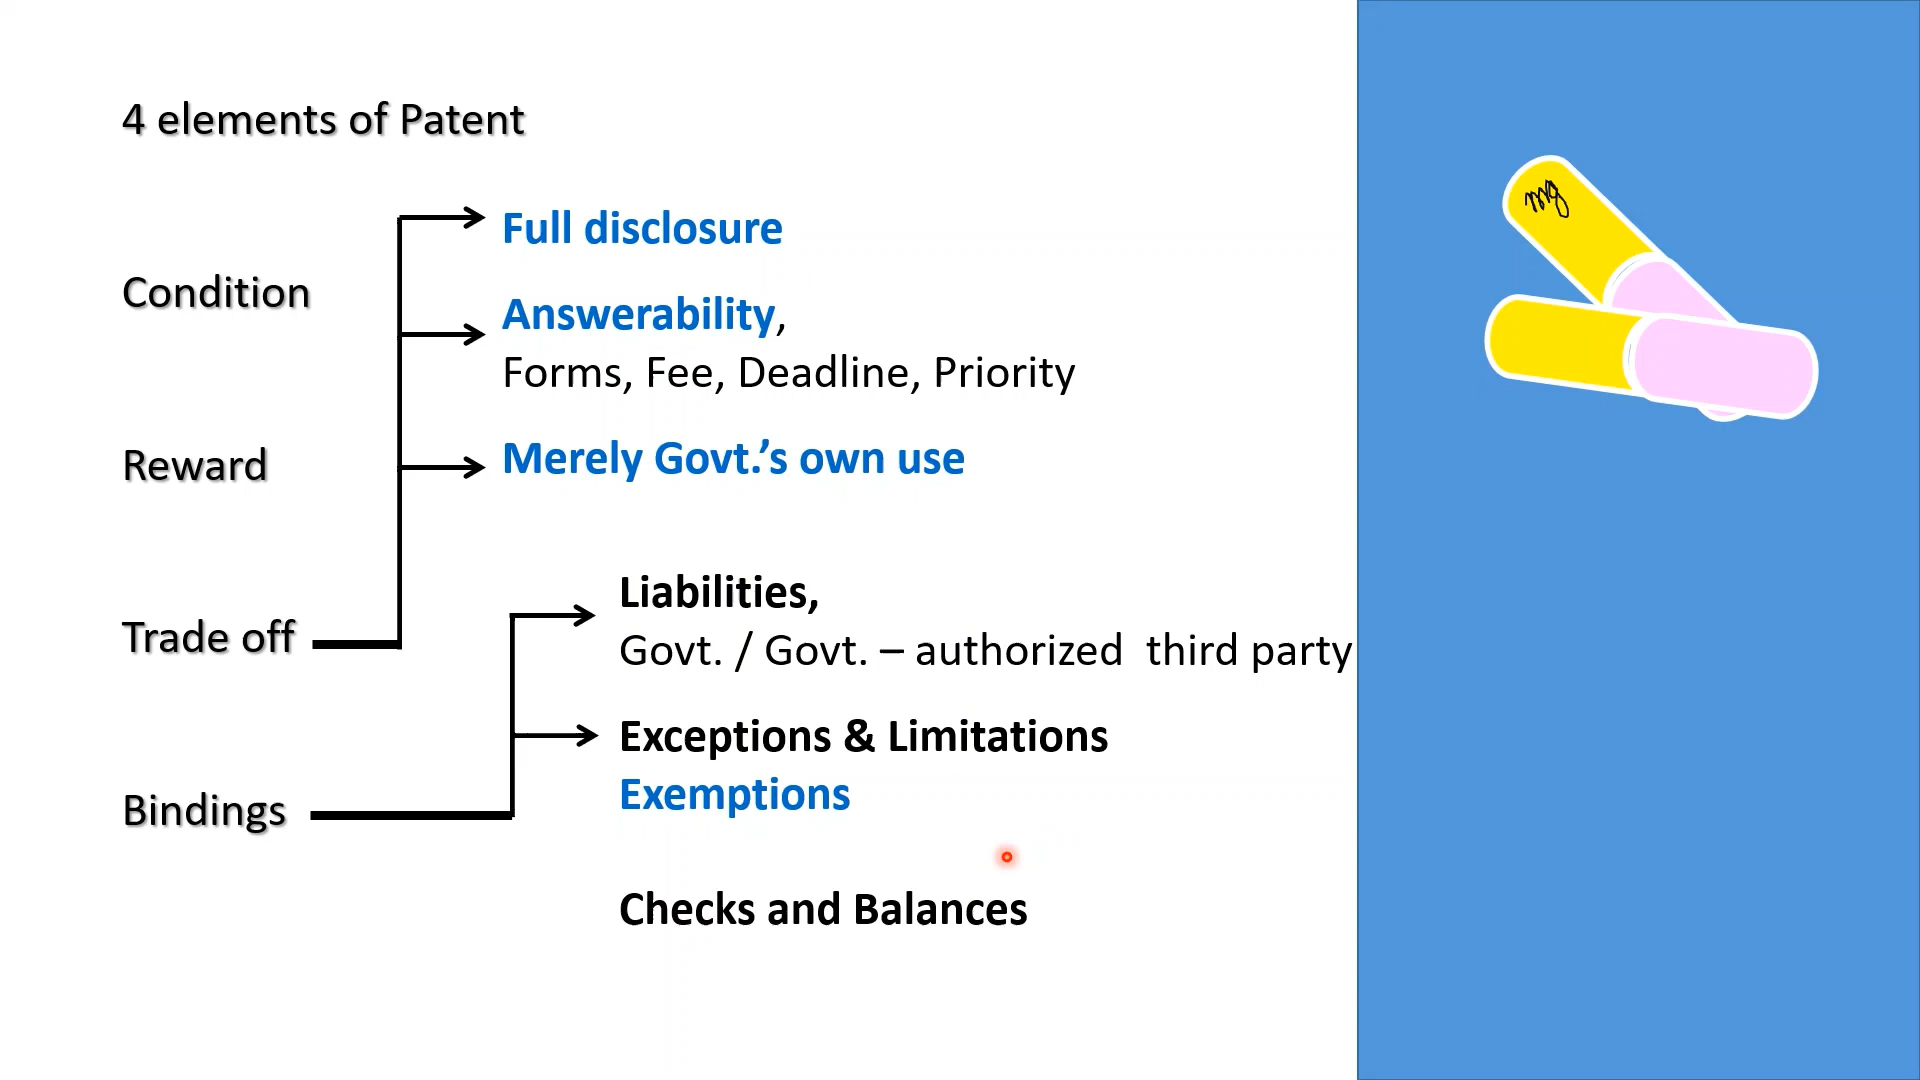 4 elements of Patent
Condition
Reward
Trade off
Bindings
Full disclosure
Answerability,
Forms, Fee, Deadline, Priority
Merely Govt.’s own use
Liabilities,
Govt. / Govt. – authorized  third party
Exceptions & Limitations
Exemptions
Checks and Balances
mg